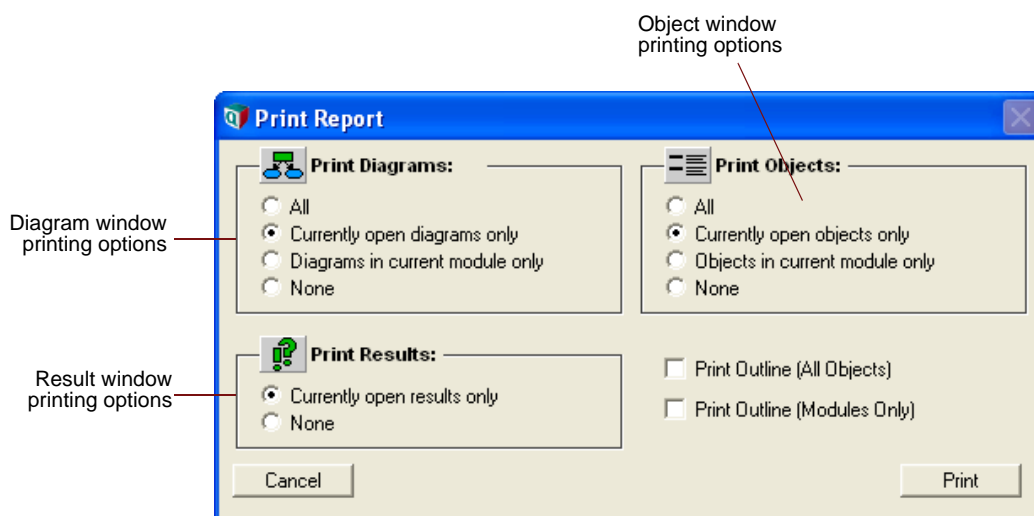 Object window
printing options
Print Report
Print Diagrams:
All
Currently open diagrams only
Diagrams in current module only
None
Print Objects:
All
Currently open objects only
Objects in current module only
None
Diagram window
printing options
Print Results:
Currently open results only
None
Print Outline (All Objects)
Print Outline (Modules Only)
Result window
printing options
Cancel
Print